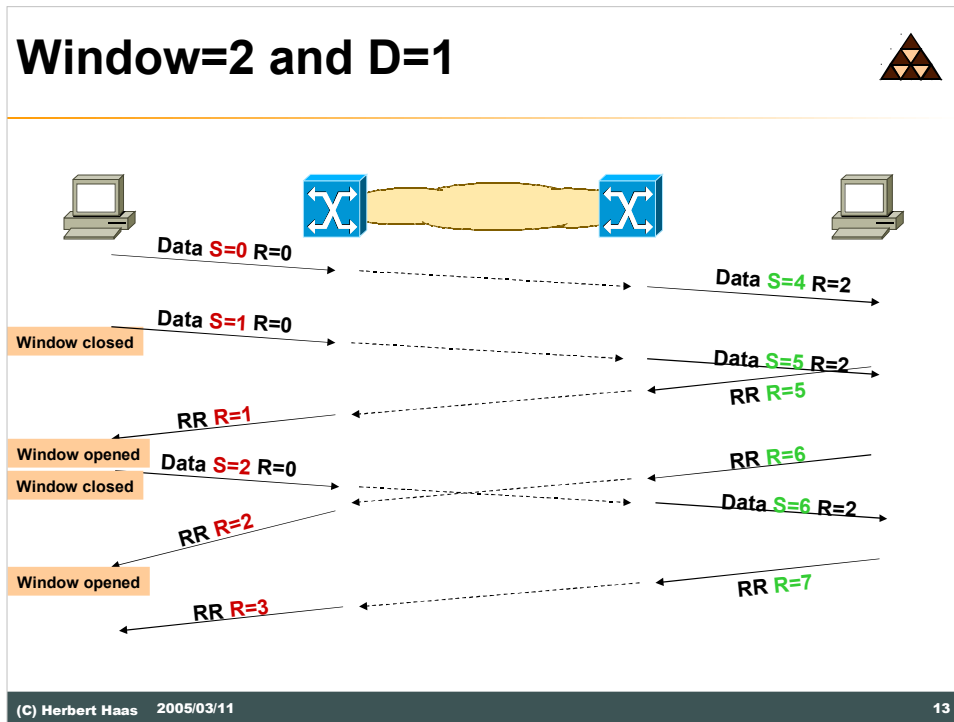 Window=2 and D=1
Data S=0 R=0
Data S=4 R=2
Data S=1 R=0
Window closed
Data S=5 R=2
RR R=5
RR R=1
Window opened
RR R=6
Data S=2 R=0
Window closed
Data S=6 R=2
RR R=2
Window opened
RR R=7
RR R=3
(C) Herbert Haas 2005/03/11 13